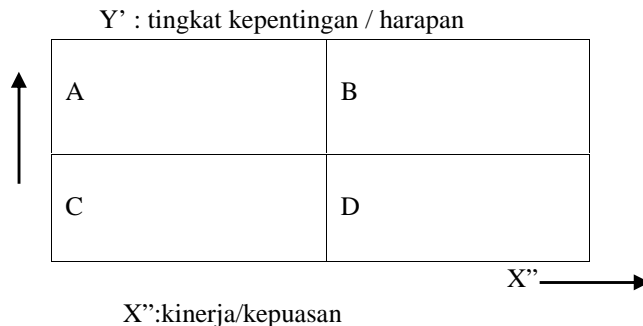 Y’ : tingkat kepentingan / harapan
A
B
C
D
X”
X”:kinerja/kepuasan